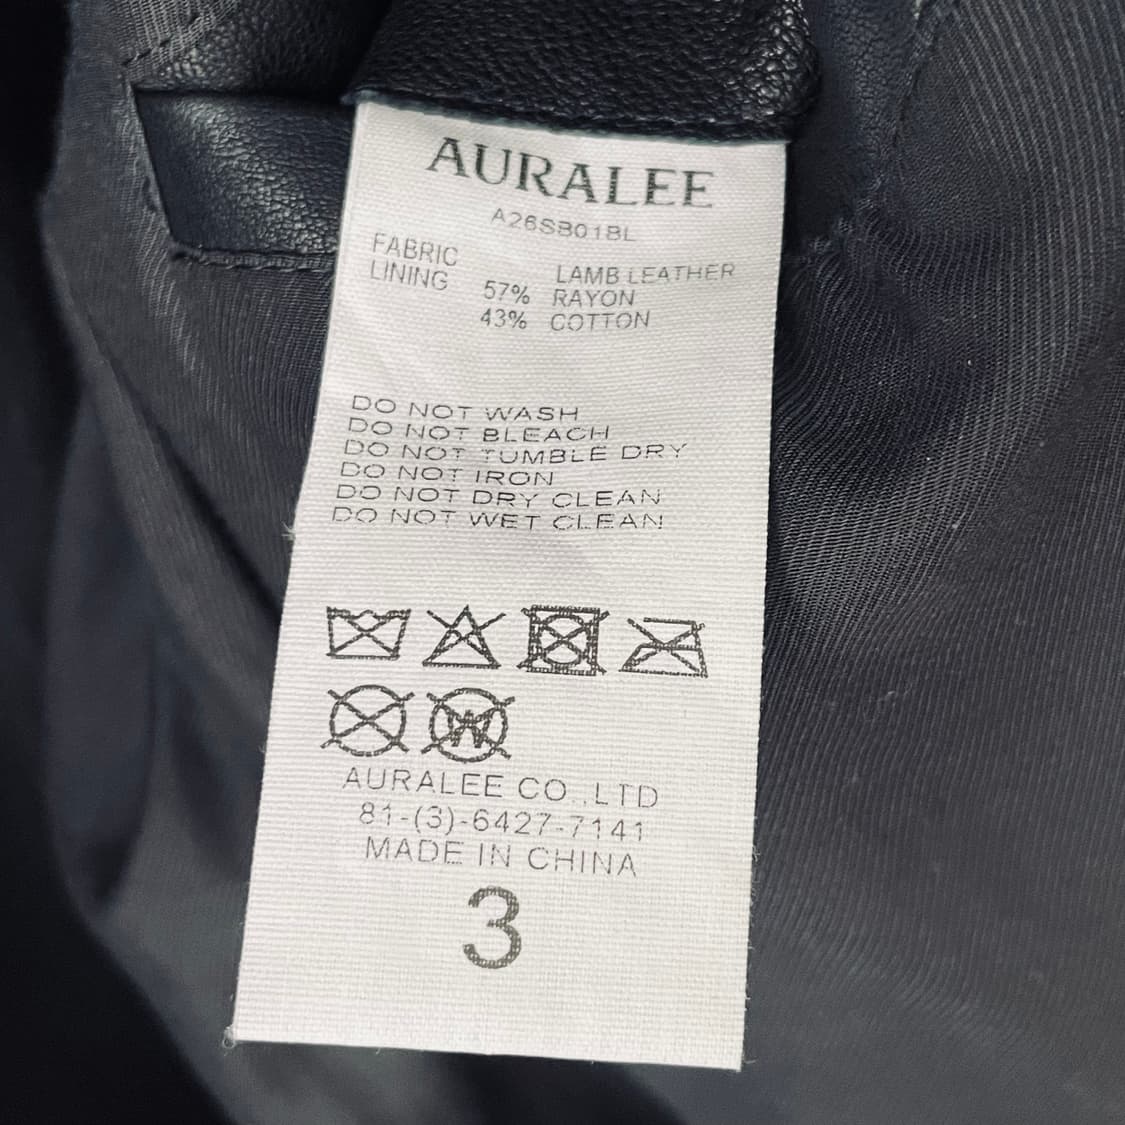 AURALEE
A26SB01BL
FABRIC LAMB LEATHER
LINING 57% RAYON
43% COTTON
DO NOT WASH
DO NOT BLEACH
DO NOT TUMBLE DRY
DO NOT IRON
DO NOT DRY CLEAN
DO NOT WET CLEAN
W
AURALEE CO.,LTD
81-(3)-6427-7141
MADE IN CHINA
3